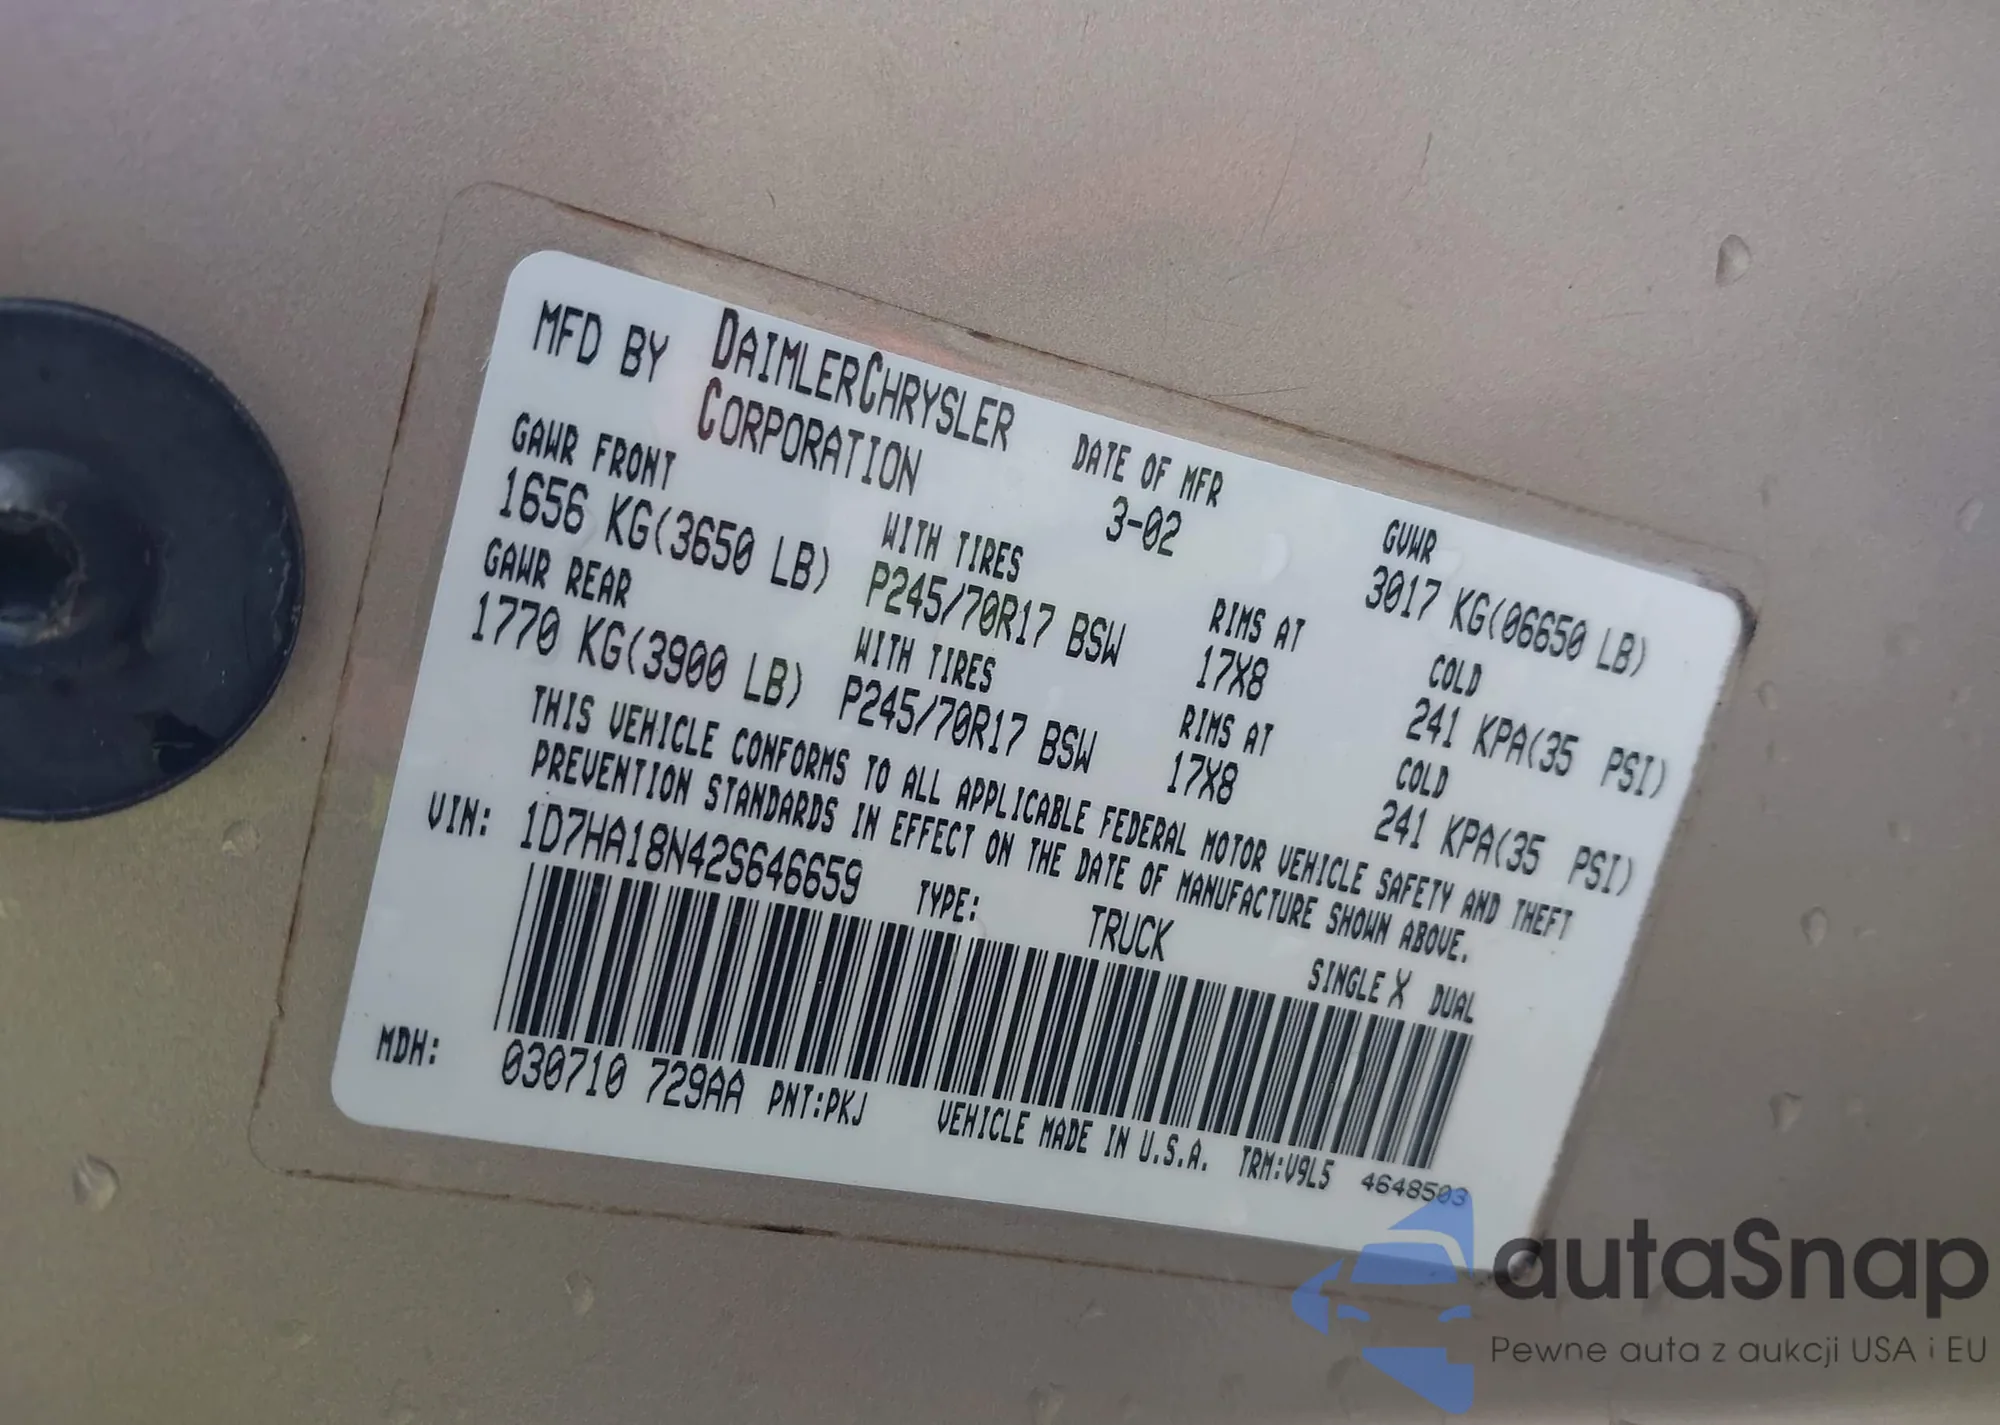 MFD BY DAIMLERCHRYSLER
CORPORATION
DATE OF MFR
3-02
GVWR
3017 KG(06650 LB)
GAWR FRONT
1656 KG(3650 LB)
WITH TIRES
P245/70R17 BSW
RIMS AT
17X8
COLD
241 KPA(35 PSI)
GAWR REAR
1770 KG(3900 LB)
WITH TIRES
P245/70R17 BSW
RIMS AT
17X8
COLD
241 KPA(35 PSI)
THIS VEHICLE CONFORMS TO ALL APPLICABLE FEDERAL MOTOR VEHICLE SAFETY AND THEFT
PREVENTION STANDARDS IN EFFECT ON THE DATE OF MANUFACTURE SHOWN ABOVE.
VIN: 1D7HA18N42S646659 TYPE: TRUCK SINGLE X DUAL
MDH: 030710 729AA PNT:PKJ VEHICLE MADE IN U.S.A. TRM:V9L5 4648503
autaSnap
Pewne auta z aukcji USA i EU